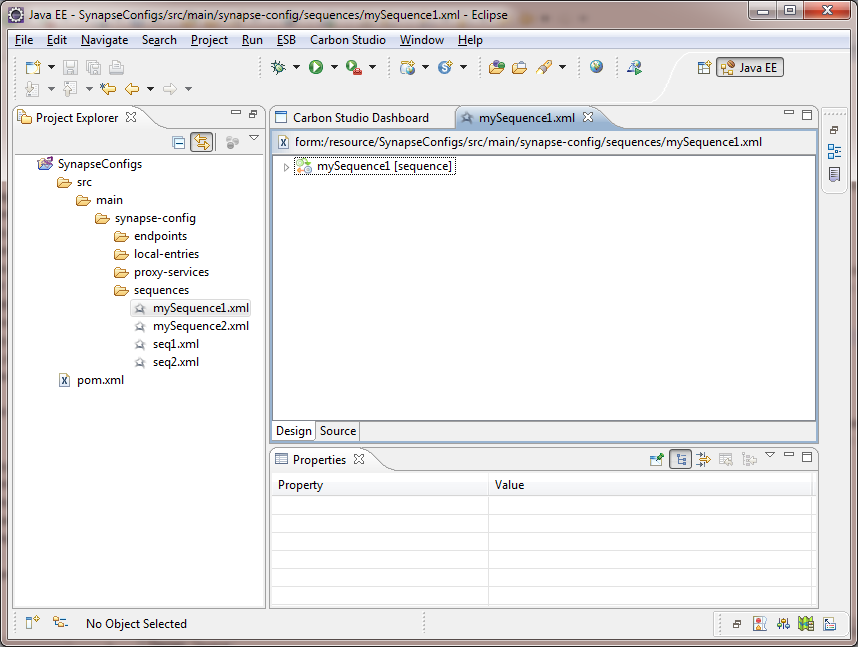 Java EE - SynapseConfigs/src/main/synapse-config/sequences/mySequence1.xml - Eclipse
File Edit Navigate Search Project Run ESB Carbon Studio Window Help
Java EE
Project Explorer
SynapseConfigs
src
main
synapse-config
endpoints
local-entries
proxy-services
sequences
mySequence1.xml
mySequence2.xml
seq1.xml
seq2.xml
pom.xml
Carbon Studio Dashboard mySequence1.xml
form:/resource/SynapseConfigs/src/main/synapse-config/sequences/mySequence1.xml
mySequence1 [sequence]
Design Source
Properties
Property Value
No Object Selected